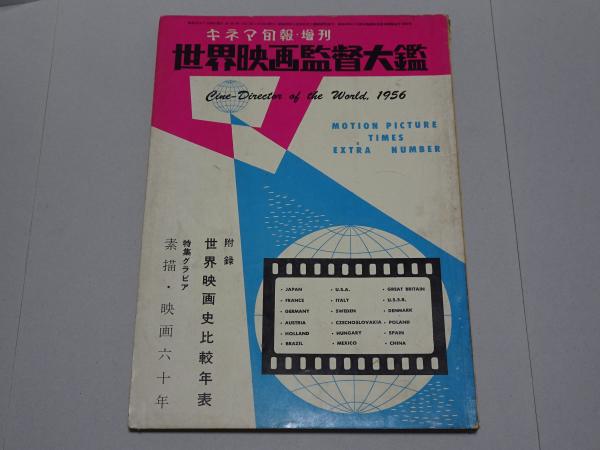 キネマ旬報・増刊
世界映画監督大鑑
Cine-Director of the World, 1956
MOTION PICTURE
TIMES
EXTRA NUMBER
附録
世界映画史比較年表
特集グラビア
素描・映画六十年
• JAPAN • U.S.A. • GREAT BRITAIN
• FRANCE • ITALY • U.S.S.R.
• GERMANY • SWEDEN • DENMARK
• AUSTRIA • CZECHOSLOVAKIA • POLAND
• HOLLAND • HUNGARY • SPAIN
• BRAZIL • MEXICO • CHINA